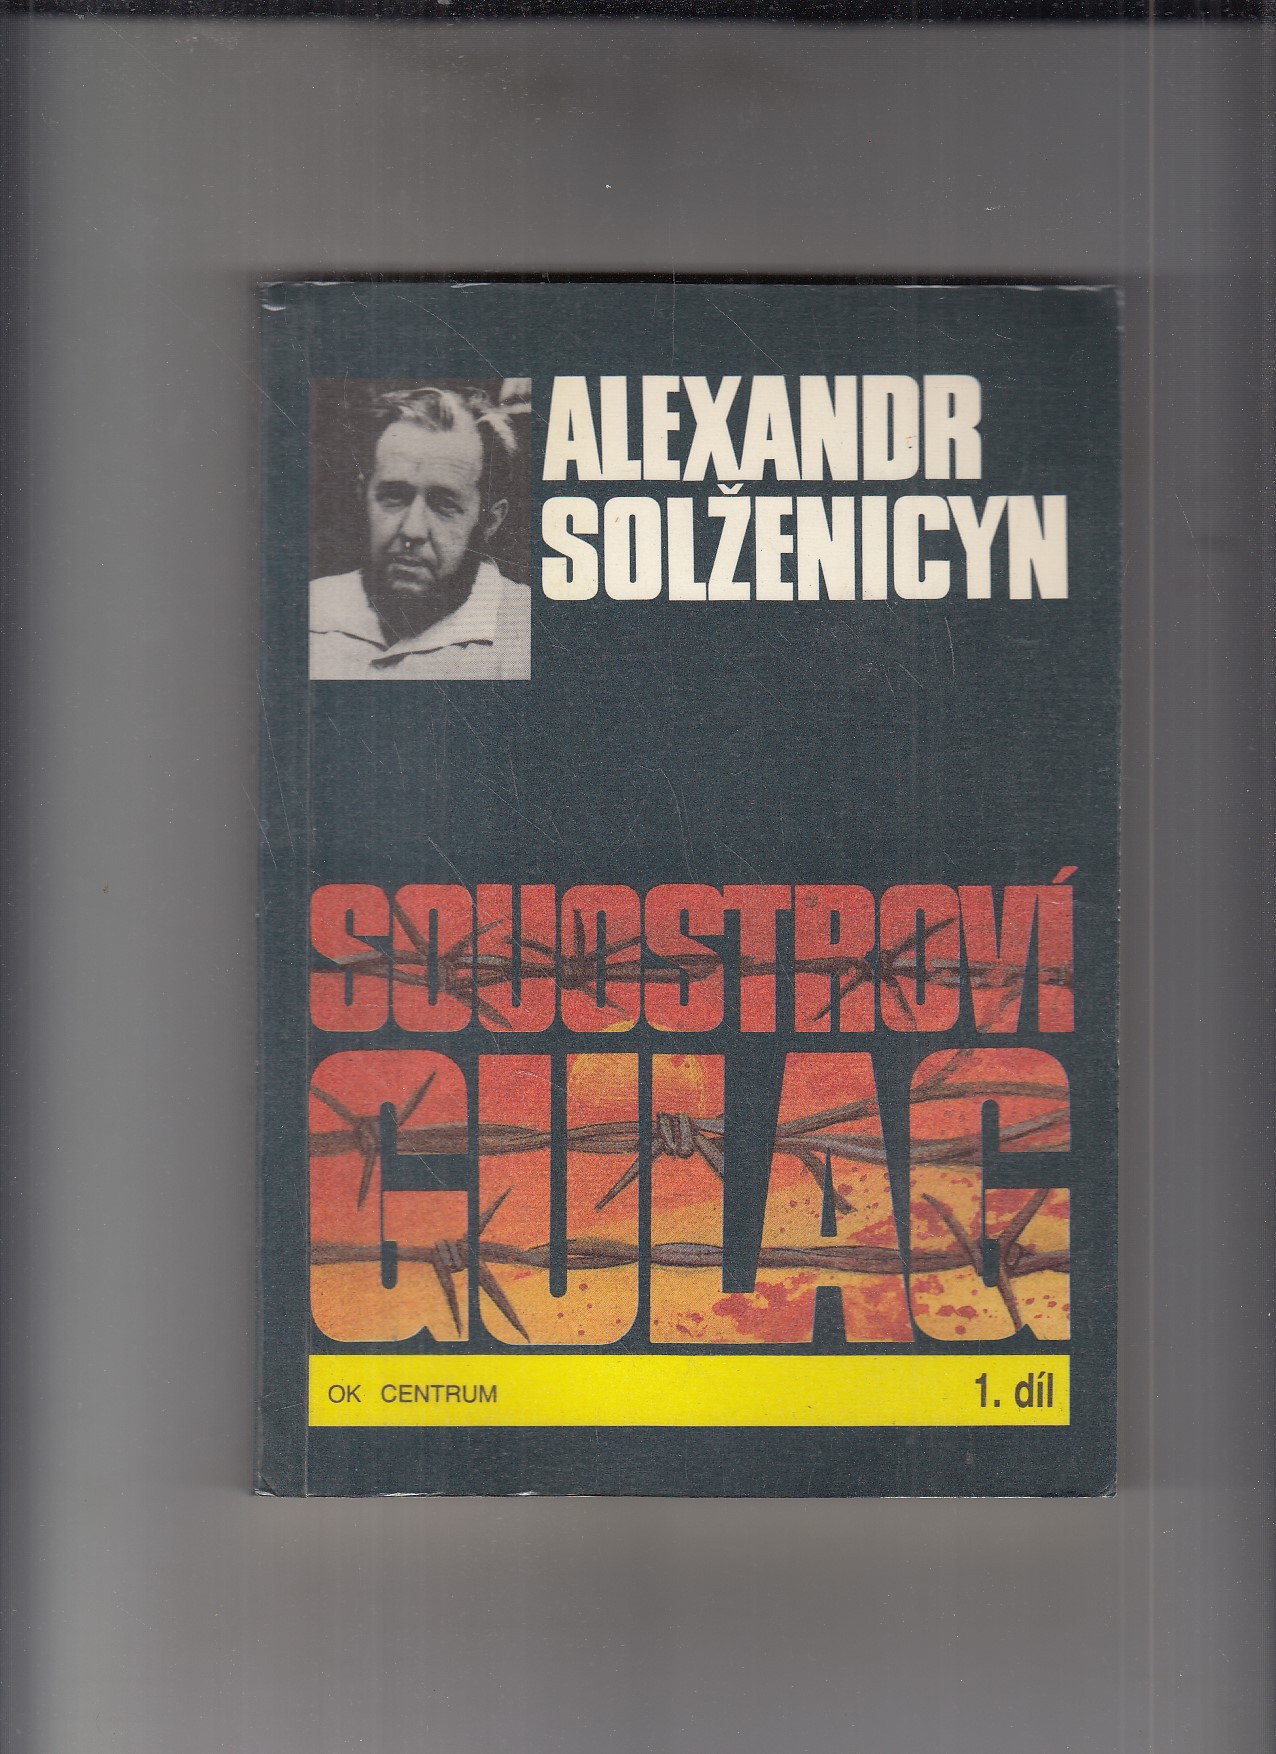 ALEXANDR
SOLŽENICYN
SOUOSTROVÍ
GULAG
OK CENTRUM
1. díl